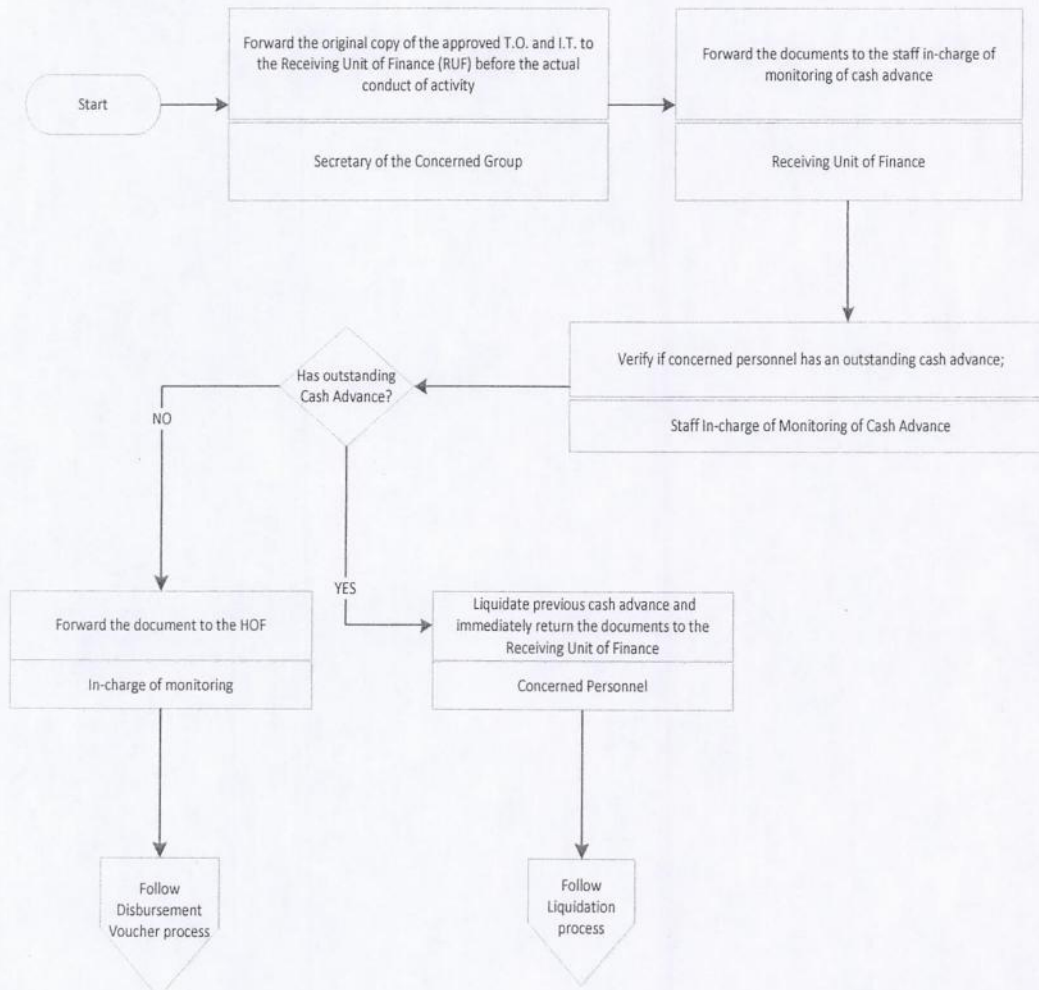 Start
Forward the original copy of the approved T.O. and I.T. to
the Receiving Unit of Finance (RUF) before the actual
conduct of activity
Secretary of the Concerned Group
Forward the documents to the staff in-charge of
monitoring of cash advance
Receiving Unit of Finance
Verify if concerned personnel has an outstanding cash advance;
Staff In-charge of Monitoring of Cash Advance
Has outstanding
Cash Advance?
NO
YES
Forward the document to the HOF
In-charge of monitoring
Liquidate previous cash advance and
immediately return the documents to the
Receiving Unit of Finance
Concerned Personnel
Follow
Disbursement
Voucher process
Follow
Liquidation
process